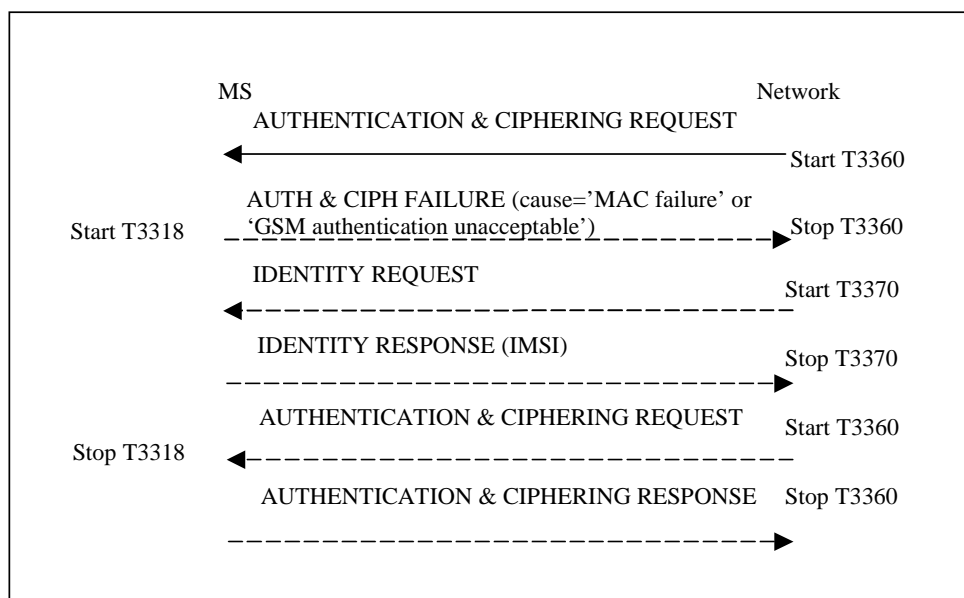 MS Network
AUTHENTICATION & CIPHERING REQUEST
Start T3360
AUTH & CIPH FAILURE (cause=’MAC failure’ or
‘GSM authentication unacceptable’)
Start T3318
Stop T3360
IDENTITY REQUEST
Start T3370
IDENTITY RESPONSE (IMSI)
Stop T3370
AUTHENTICATION & CIPHERING REQUEST
Start T3360
Stop T3318
AUTHENTICATION & CIPHERING RESPONSE
Stop T3360